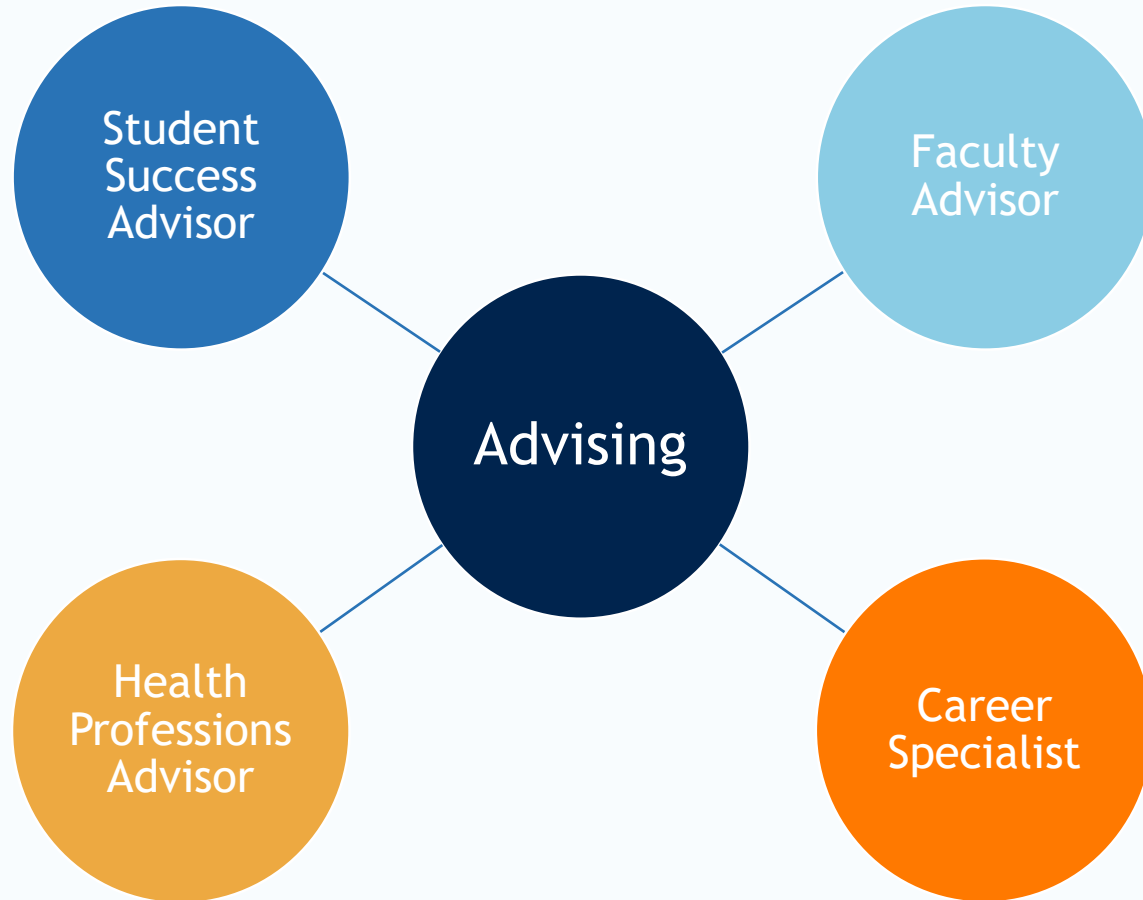 Student
Success
Advisor
Faculty
Advisor
Advising
Health
Professions
Advisor
Career
Specialist